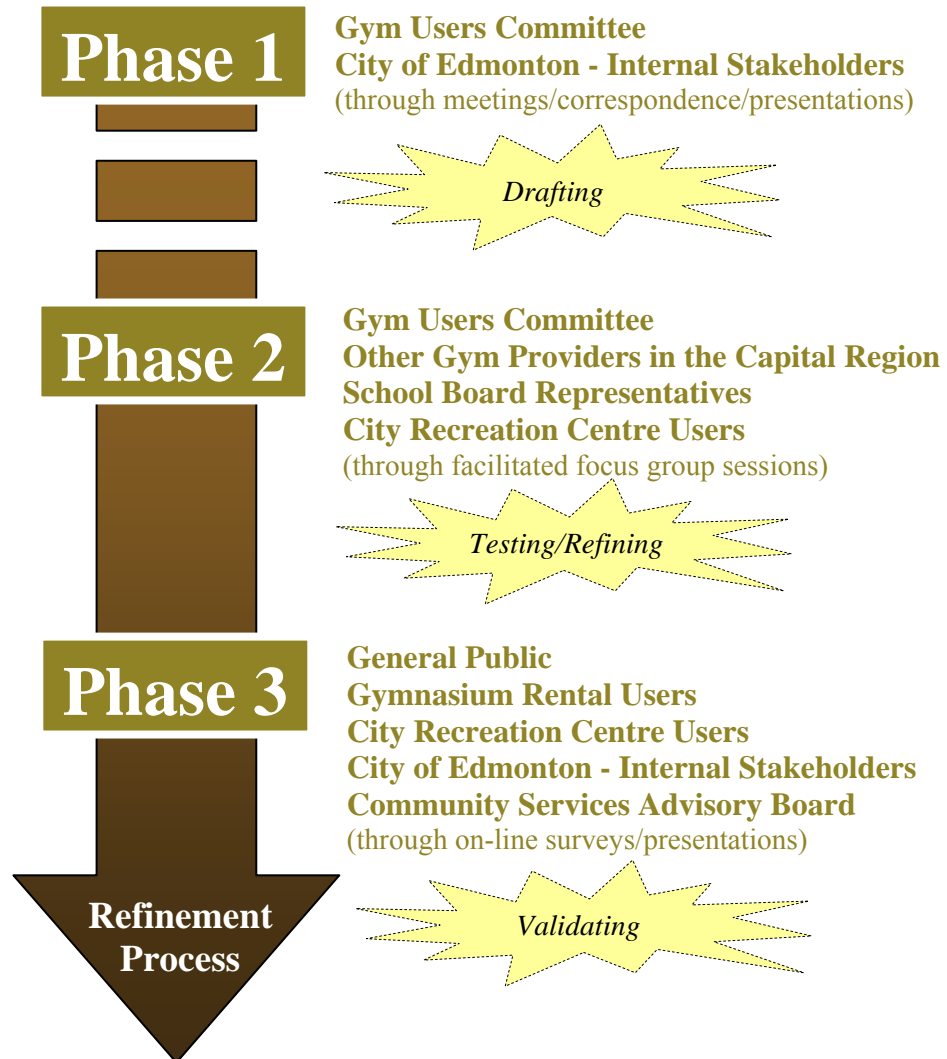 Phase 1
Gym Users Committee
City of Edmonton - Internal Stakeholders
(through meetings/correspondence/presentations)
Drafting
Phase 2
Gym Users Committee
Other Gym Providers in the Capital Region
School Board Representatives
City Recreation Centre Users
(through facilitated focus group sessions)
Testing/Refining
Phase 3
General Public
Gymnasium Rental Users
City Recreation Centre Users
City of Edmonton - Internal Stakeholders
Community Services Advisory Board
(through on-line surveys/presentations)
Validating
Refinement
Process